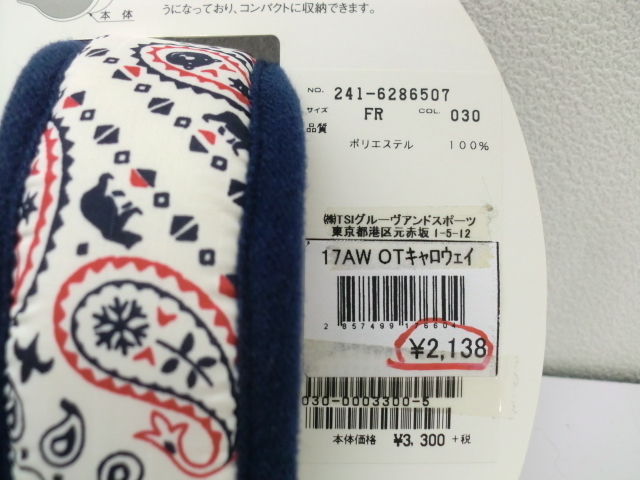 うになっており、コンパクトに収納できます。
本体
NO. 241-6286507
サイズ FR COL. 030
品質
ポリエステル 100%
㈱TSIグルーヴアンドスポーツ
東京都港区元赤坂 1-5-12
17AW OTキャロウェイ
2 857499 176604
¥2,138
030-0003300-5
本体価格 ¥3,300 +税